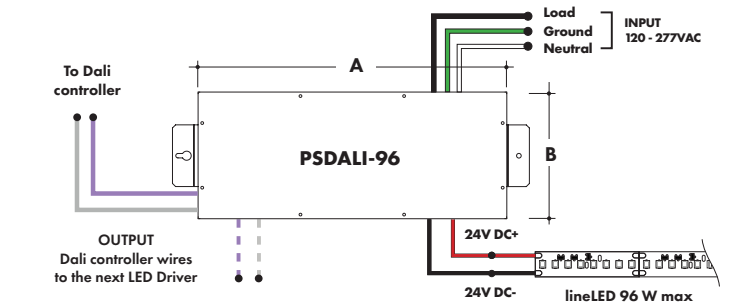 Load
Ground
Neutral
INPUT
120 - 277VAC
To Dali
controller
A
PSDALI-96
B
OUTPUT
Dali controller wires
to the next LED Driver
24V DC+
24V DC-
lineLED 96 W max